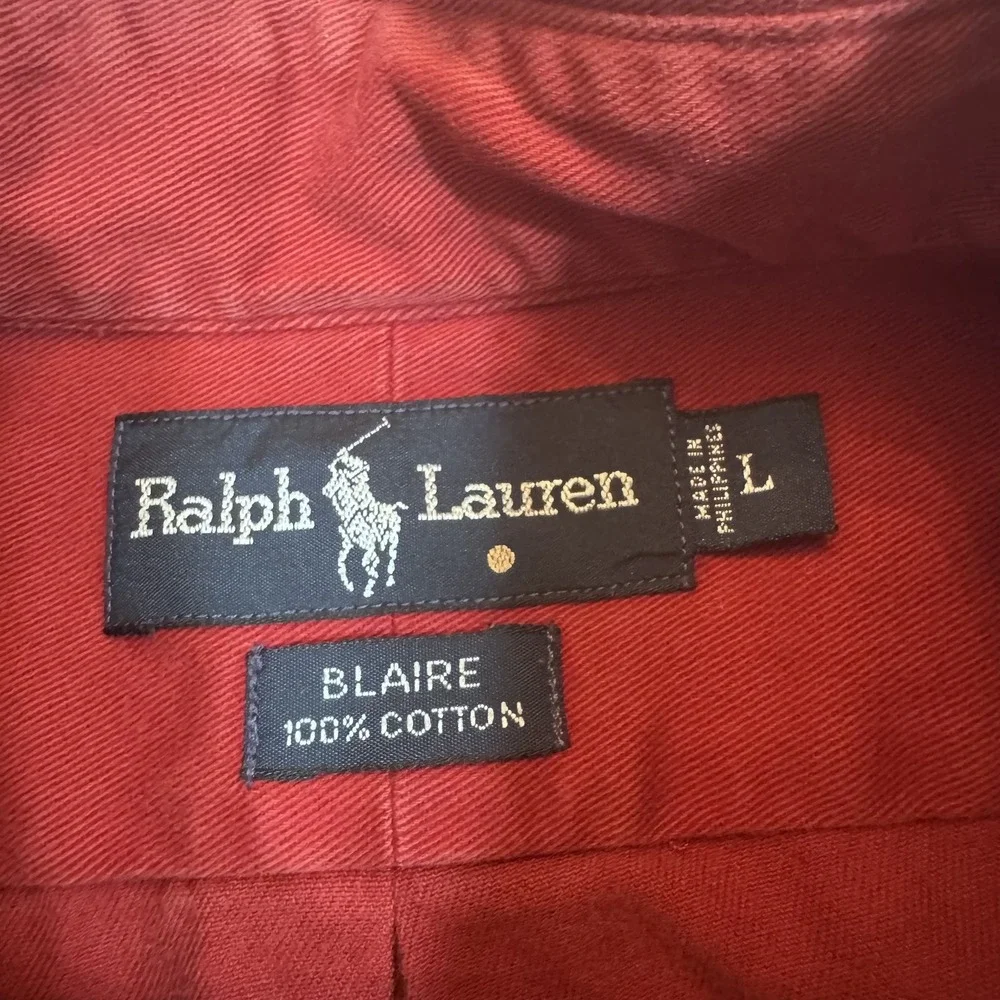 Ralph Lauren
MADE IN
PHILIPPINES
L
BLAIRE
100% COTTON